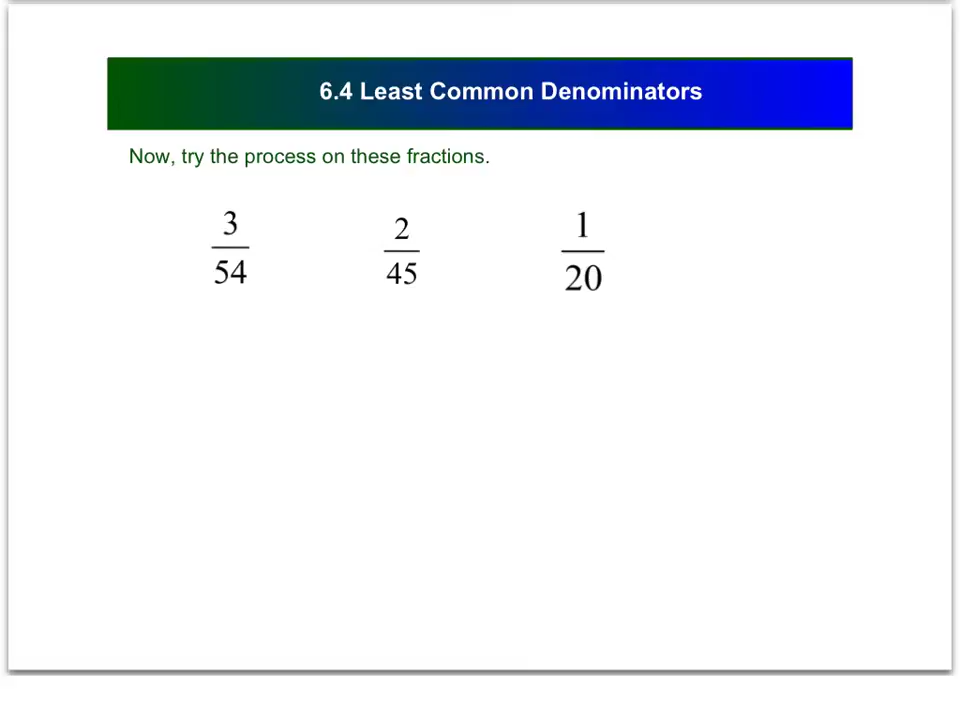 6.4 Least Common Denominators
Now, try the process on these fractions.
3 2 1
54 45 20